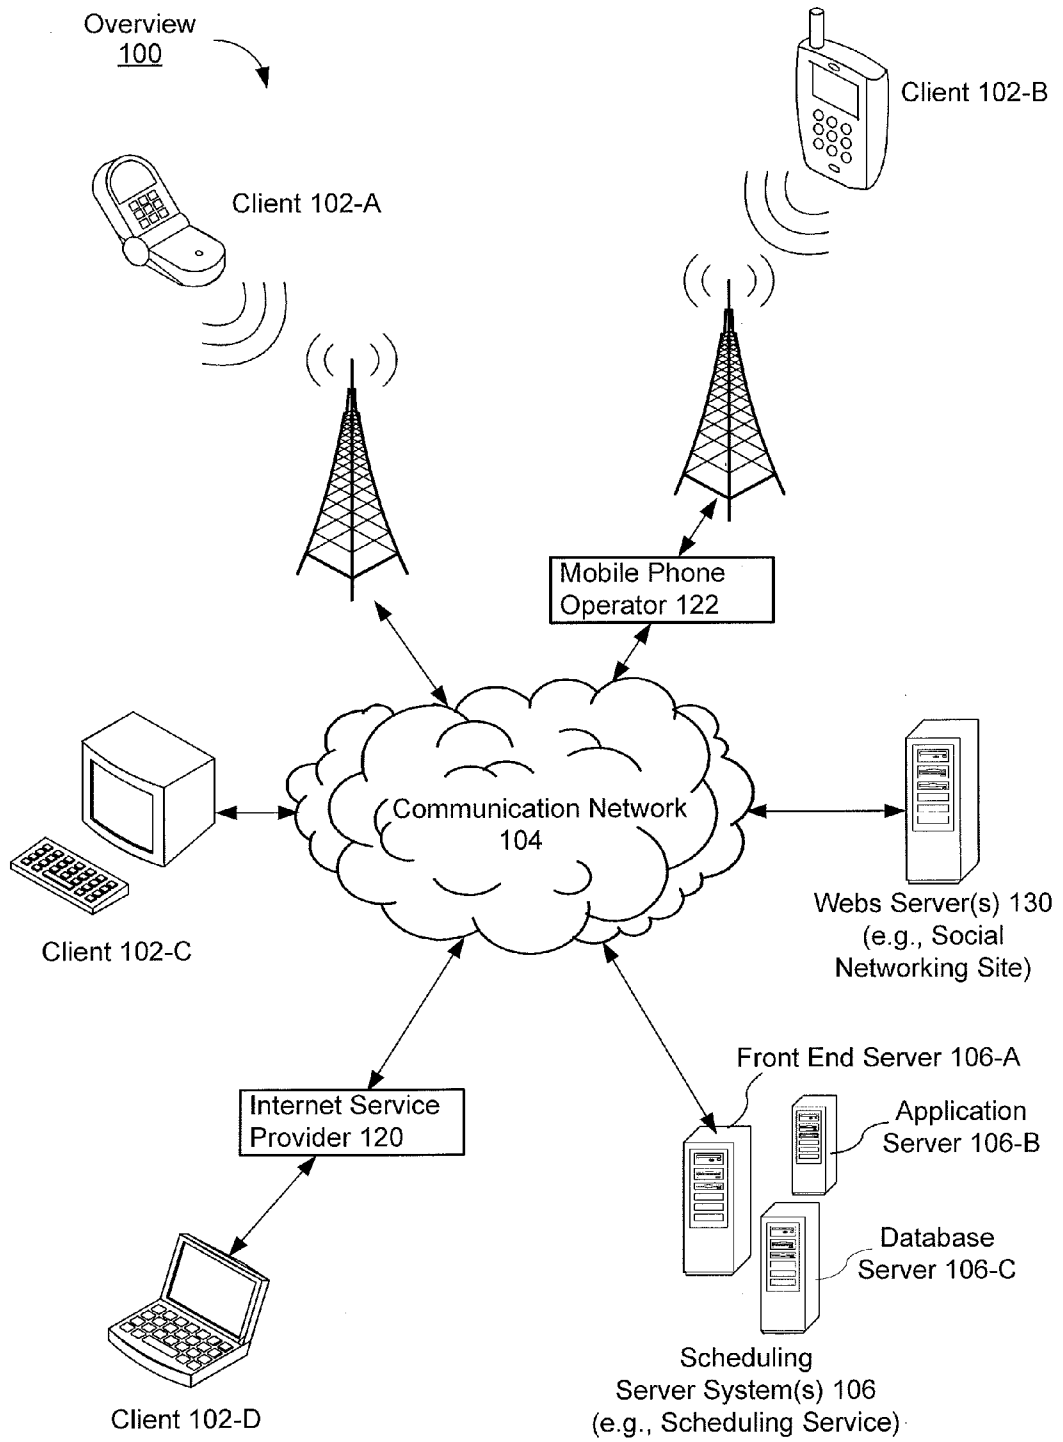 Overview
100
Client 102-B
Client 102-A
Mobile Phone
Operator 122
Communication Network
104
Webs Server(s) 130
(e.g., Social
Networking Site)
Client 102-C
Front End Server 106-A
Internet Service
Provider 120
Application
Server 106-B
Database
Server 106-C
Scheduling
Server System(s) 106
(e.g., Scheduling Service)
Client 102-D